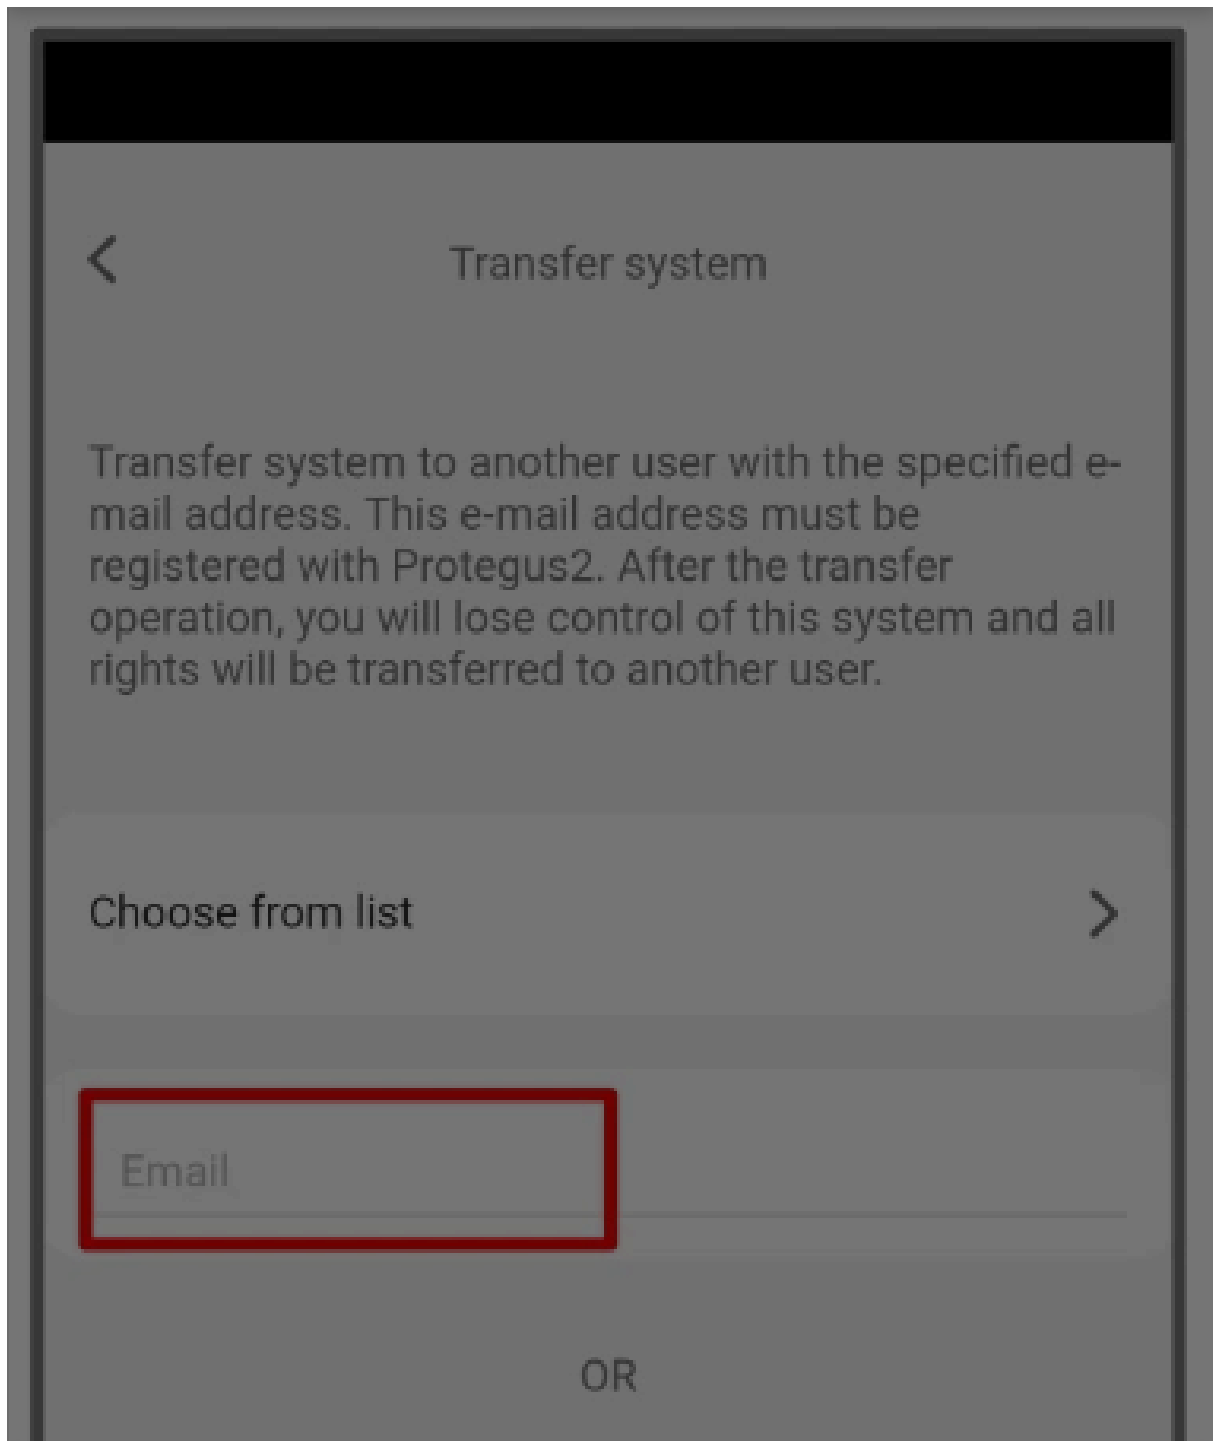 Transfer system
Transfer system to another user with the specified e-
mail address. This e-mail address must be
registered with Protegus2. After the transfer
operation, you will lose control of this system and all
rights will be transferred to another user.
Choose from list
Email
OR